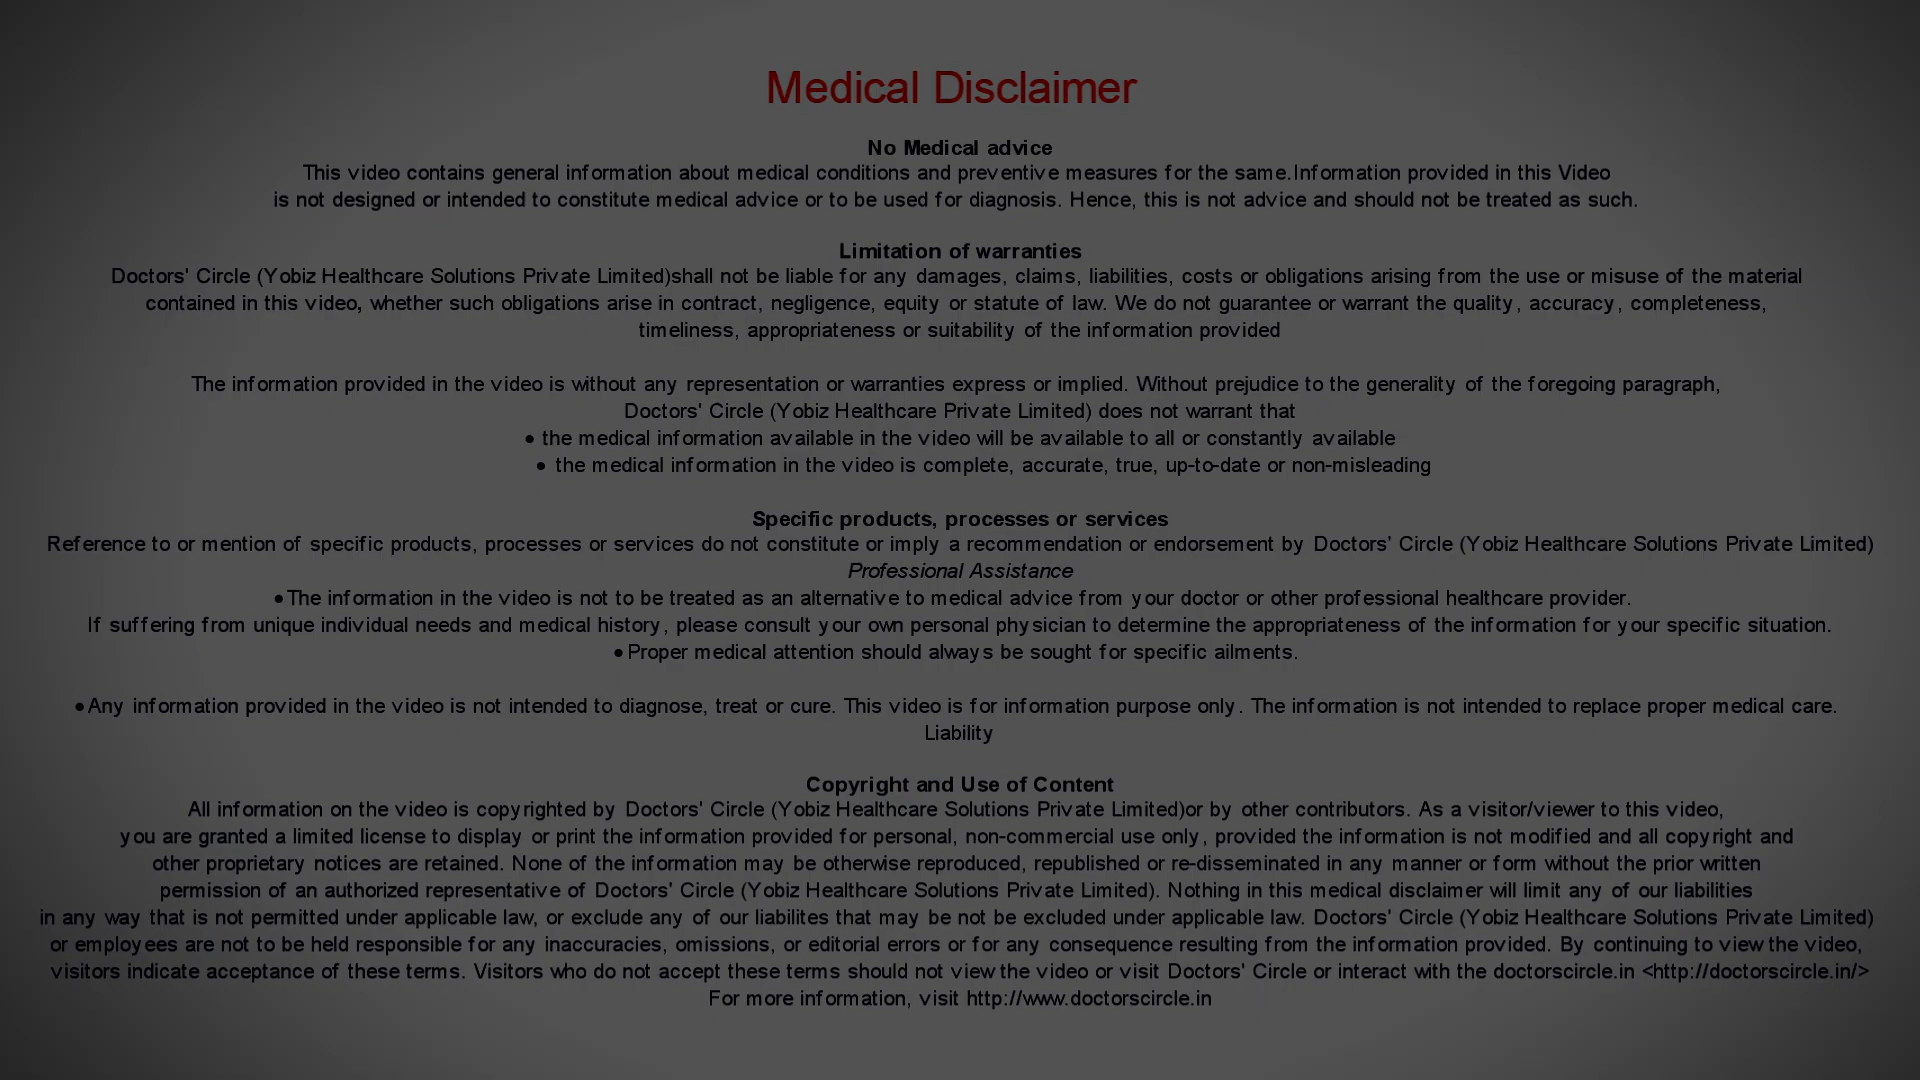 Medical Disclaimer
No Medical advice
This video contains general information about medical conditions and preventive measures for the same.Information provided in this Video
is not designed or intended to constitute medical advice or to be used for diagnosis. Hence, this is not advice and should not be treated as such.
Limitation of warranties
Doctors' Circle (Yobiz Healthcare Solutions Private Limited)shall not be liable for any damages, claims, liabilities, costs or obligations arising from the use or misuse of the material
contained in this video, whether such obligations arise in contract, negligence, equity or statute of law. We do not guarantee or warrant the quality, accuracy, completeness,
timeliness, appropriateness or suitability of the information provided
The information provided in the video is without any representation or warranties express or implied. Without prejudice to the generality of the foregoing paragraph,
Doctors' Circle (Yobiz Healthcare Private Limited) does not warrant that
• the medical information available in the video will be available to all or constantly available
• the medical information in the video is complete, accurate, true, up-to-date or non-misleading
Specific products, processes or services
Reference to or mention of specific products, processes or services do not constitute or imply a recommendation or endorsement by Doctors' Circle (Yobiz Healthcare Solutions Private Limited)
Professional Assistance
•The information in the video is not to be treated as an alternative to medical advice from your doctor or other professional healthcare provider.
If suffering from unique individual needs and medical history, please consult your own personal physician to determine the appropriateness of the information for your specific situation.
•Proper medical attention should always be sought for specific ailments.
•Any information provided in the video is not intended to diagnose, treat or cure. This video is for information purpose only. The information is not intended to replace proper medical care.
Liability
Copyright and Use of Content
All information on the video is copyrighted by Doctors' Circle (Yobiz Healthcare Solutions Private Limited)or by other contributors. As a visitor/viewer to this video,
you are granted a limited license to display or print the information provided for personal, non-commercial use only, provided the information is not modified and all copyright and
other proprietary notices are retained. None of the information may be otherwise reproduced, republished or re-disseminated in any manner or form without the prior written
permission of an authorized representative of Doctors' Circle (Yobiz Healthcare Solutions Private Limited). Nothing in this medical disclaimer will limit any of our liabilities
in any way that is not permitted under applicable law, or exclude any of our liabilites that may be not be excluded under applicable law. Doctors' Circle (Yobiz Healthcare Solutions Private Limited)
or employees are not to be held responsible for any inaccuracies, omissions, or editorial errors or for any consequence resulting from the information provided. By continuing to view the video,
visitors indicate acceptance of these terms. Visitors who do not accept these terms should not view the video or visit Doctors' Circle or interact with the doctorscircle.in <http://doctorscircle.in/>
For more information, visit http://www.doctorscircle.in